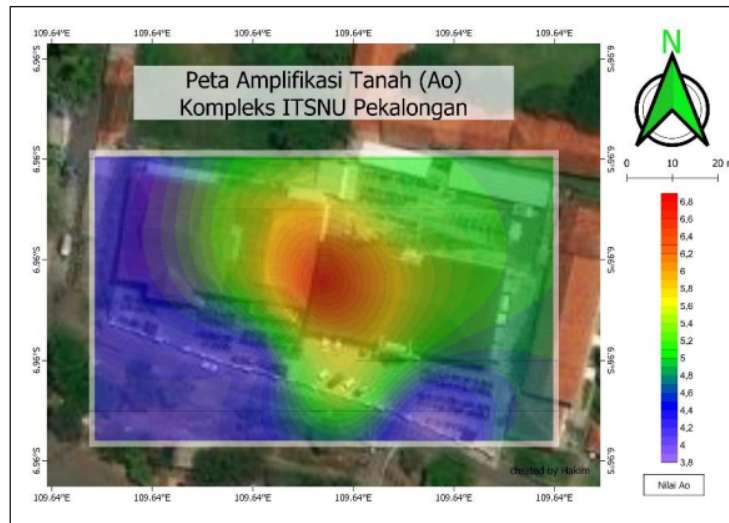 109.64°E 109.64°E 109.64°E 109.64°E 109.64°E 109.64°E
6.96°S 6.96°S 6.96°S 6.96°S 6.96°S
Peta Amplifikasi Tanah (Ao)
Kompleks ITSNU Pekalongan
6.96°S 6.96°S 6.96°S 6.96°S 6.96°S
N
0 10 20 m
6,8
6,6
6,4
6,2
6
5,8
5,6
5,4
5,2
5
4,8
4,6
4,4
4,2
4
3,8
Nilai Ao
created by Hakim
109.64°E 109.64°E 109.64°E 109.64°E 109.64°E 109.64°E